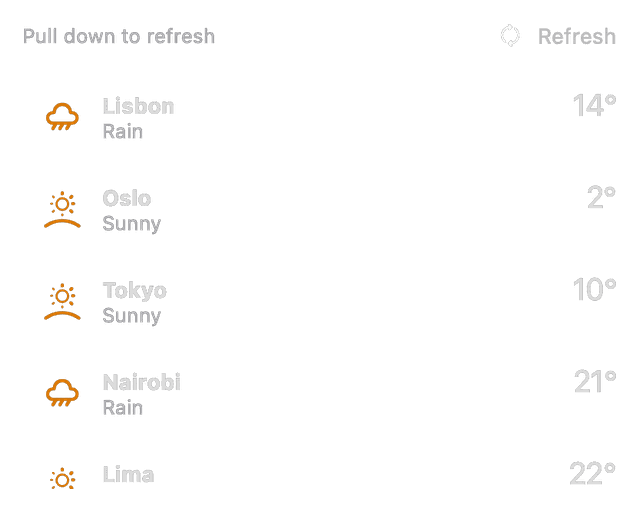 Pull down to refresh
Refresh
Lisbon
14°
Rain
Oslo
2°
Sunny
Tokyo
10°
Sunny
Nairobi
21°
Rain
Lima
22°